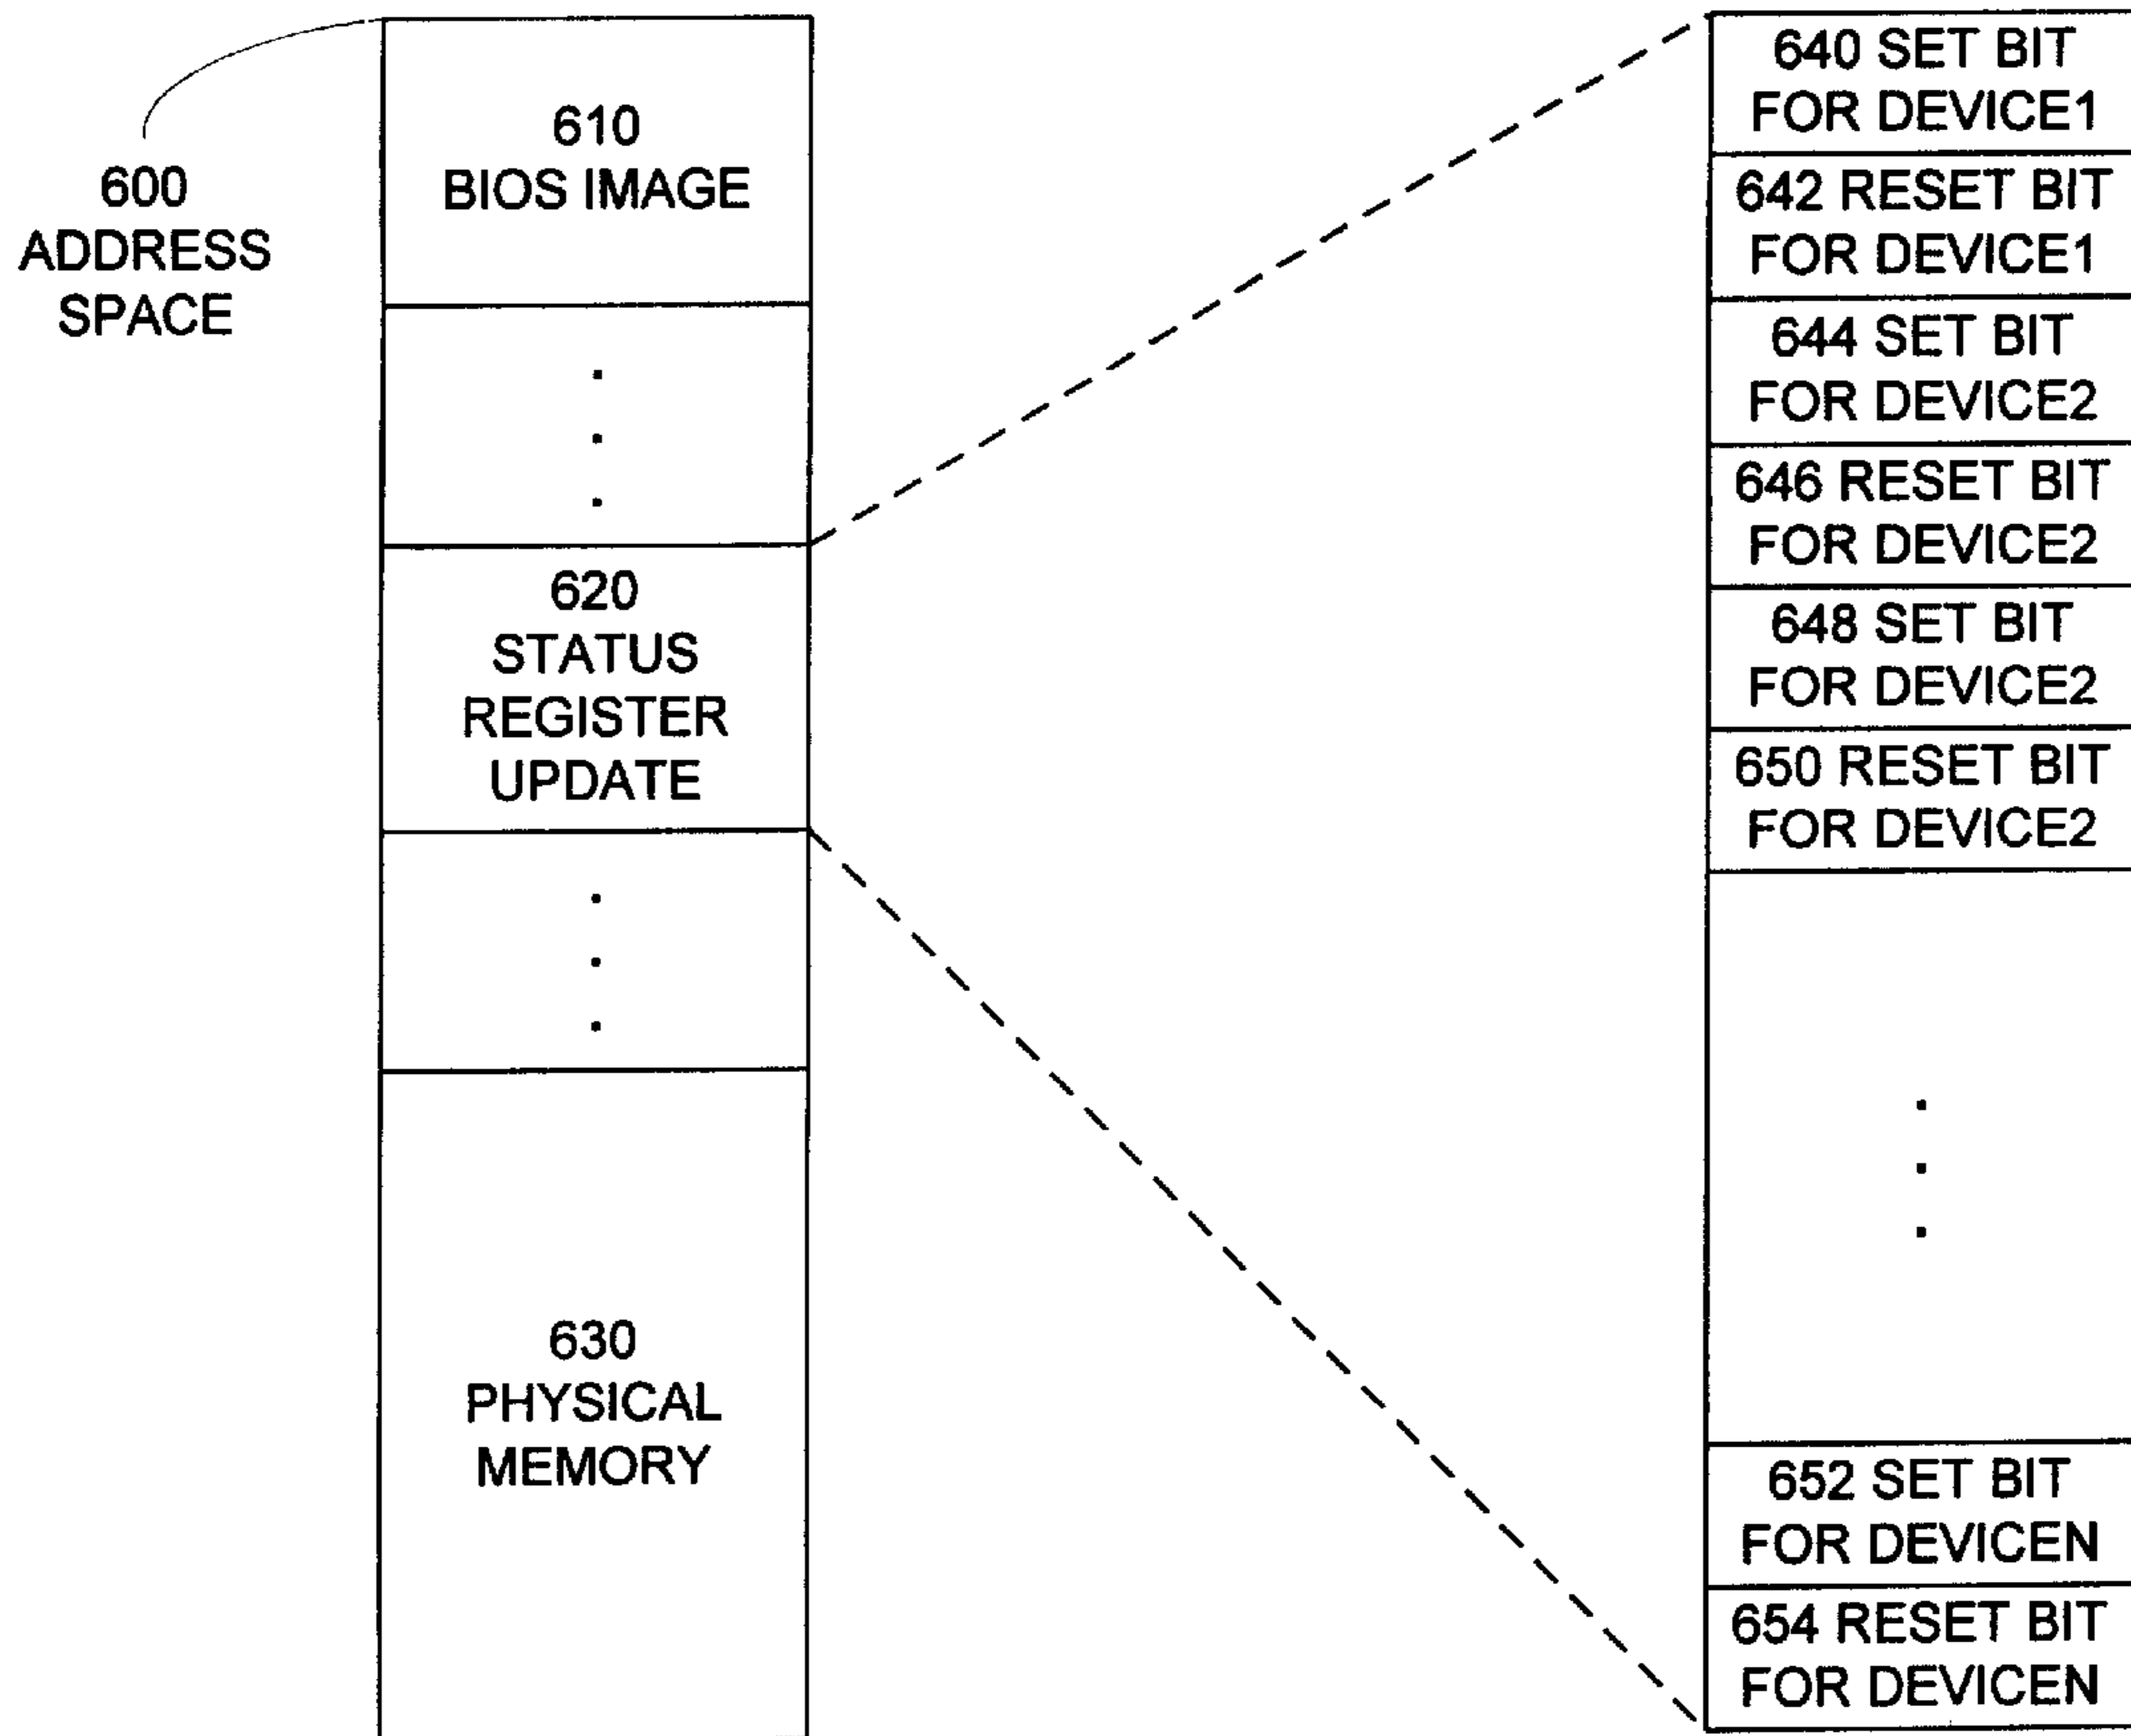 600
ADDRESS
SPACE
610
BIOS IMAGE
620
STATUS
REGISTER
UPDATE
630
PHYSICAL
MEMORY
640 SET BIT
FOR DEVICE1
642 RESET BIT
FOR DEVICE1
644 SET BIT
FOR DEVICE2
646 RESET BIT
FOR DEVICE2
648 SET BIT
FOR DEVICE2
650 RESET BIT
FOR DEVICE2
652 SET BIT
FOR DEVICEN
654 RESET BIT
FOR DEVICEN